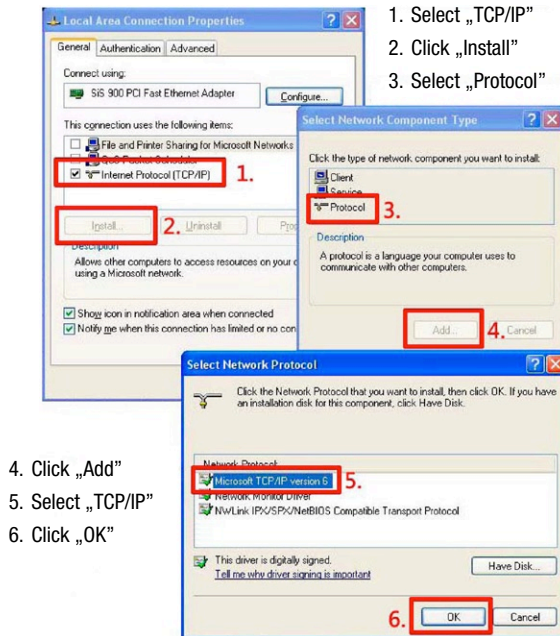 Local Area Connection Properties
General Authentication Advanced
Connect using:
SiS 900 PCI Fast Ethernet Adapter
Configure...
This connection uses the following items:
File and Printer Sharing for Microsoft Networks
QoS Packet Scheduler
Internet Protocol (TCP/IP)
1.
Install...
2.
Uninstall
Description
Allows other computers to access resources on your
using a Microsoft network.
Show icon in notification area when connected
Notify me when this connection has limited or no
1. Select „TCP/IP”
2. Click „Install”
3. Select „Protocol”
Select Network Component Type
Click the type of network component you want to install:
Client
Service
Protocol
3.
Description
A protocol is a language your computer uses to
communicate with other computers.
Add...
4.
Cancel
Select Network Protocol
Click the Network Protocol that you want to install, then click OK. If you have
an installation disk for this component, click Have Disk.
Network Protocol
Microsoft TCP/IP version 6
5.
Network Monitor Driver
NWLink IPX/SPX/NetBIOS Compatible Transport Protocol
This driver is digitally signed.
Tell me why driver signing is important
Have Disk...
6.
OK
Cancel
4. Click „Add”
5. Select „TCP/IP”
6. Click „OK”